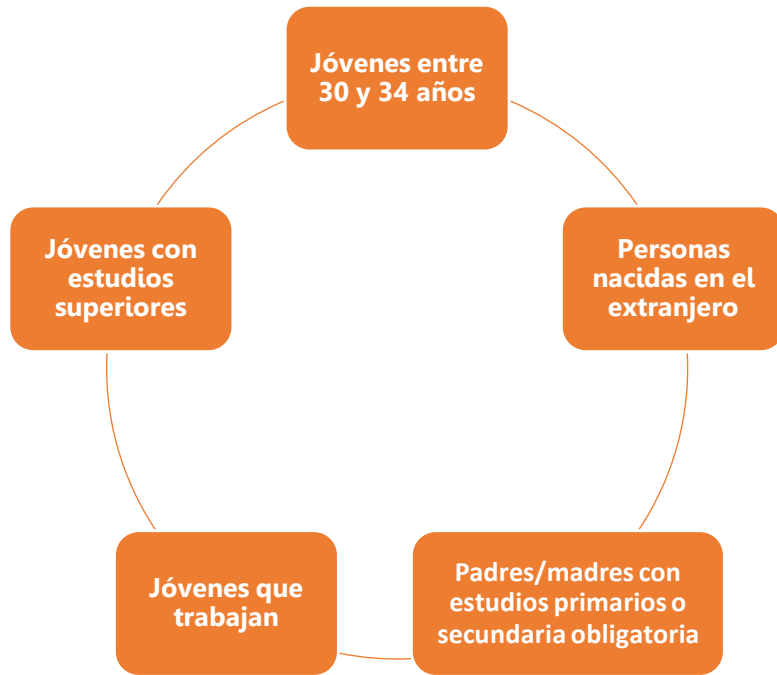 Jóvenes entre
30 y 34 años
Personas
nacidas en el
extranjero
Padres/madres con
estudios primarios o
secundaria obligatoria
Jóvenes que
trabajan
Jóvenes con
estudios
superiores